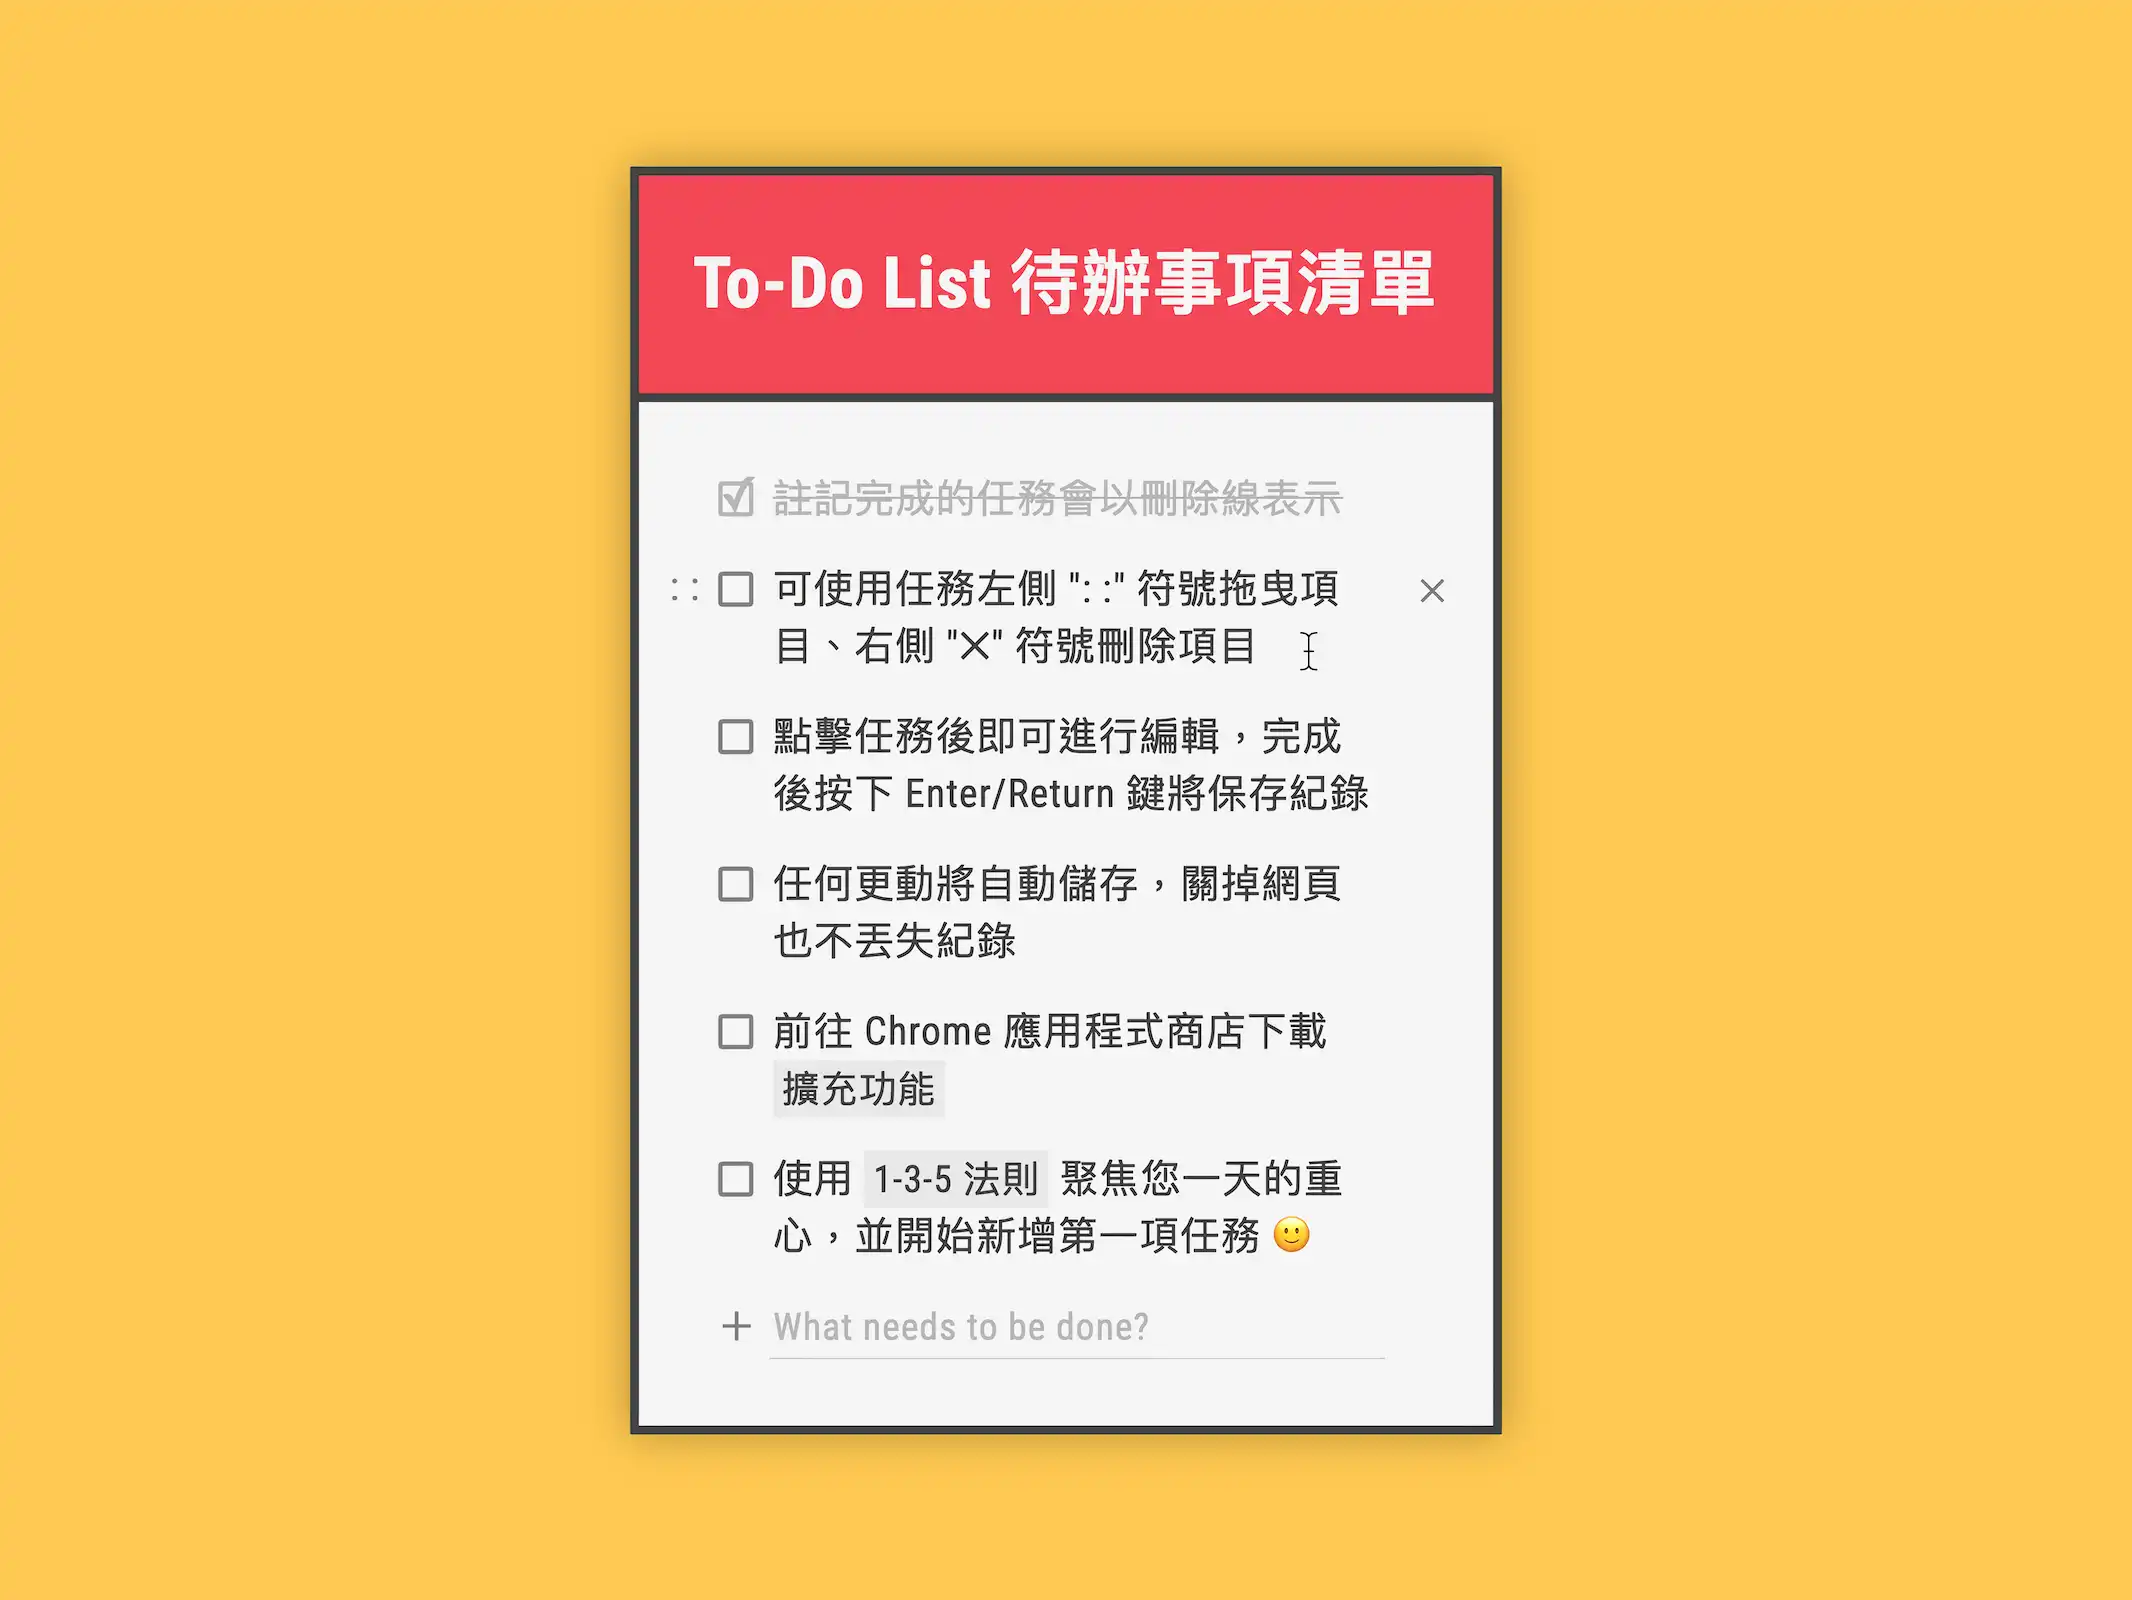 To-Do List 待辦事項清單
註記完成的任務會以刪除線表示
可使用任務左側 "::" 符號拖曳項
目、右側 "✕" 符號刪除項目
點擊任務後即可進行編輯，完成
後按下 Enter/Return 鍵將保存紀錄
任何更動將自動儲存，關掉網頁
也不丟失紀錄
前往 Chrome 應用程式商店下載
擴充功能
使用 1-3-5 法則 聚焦您一天的重
心，並開始新增第一項任務 🙂
What needs to be done?